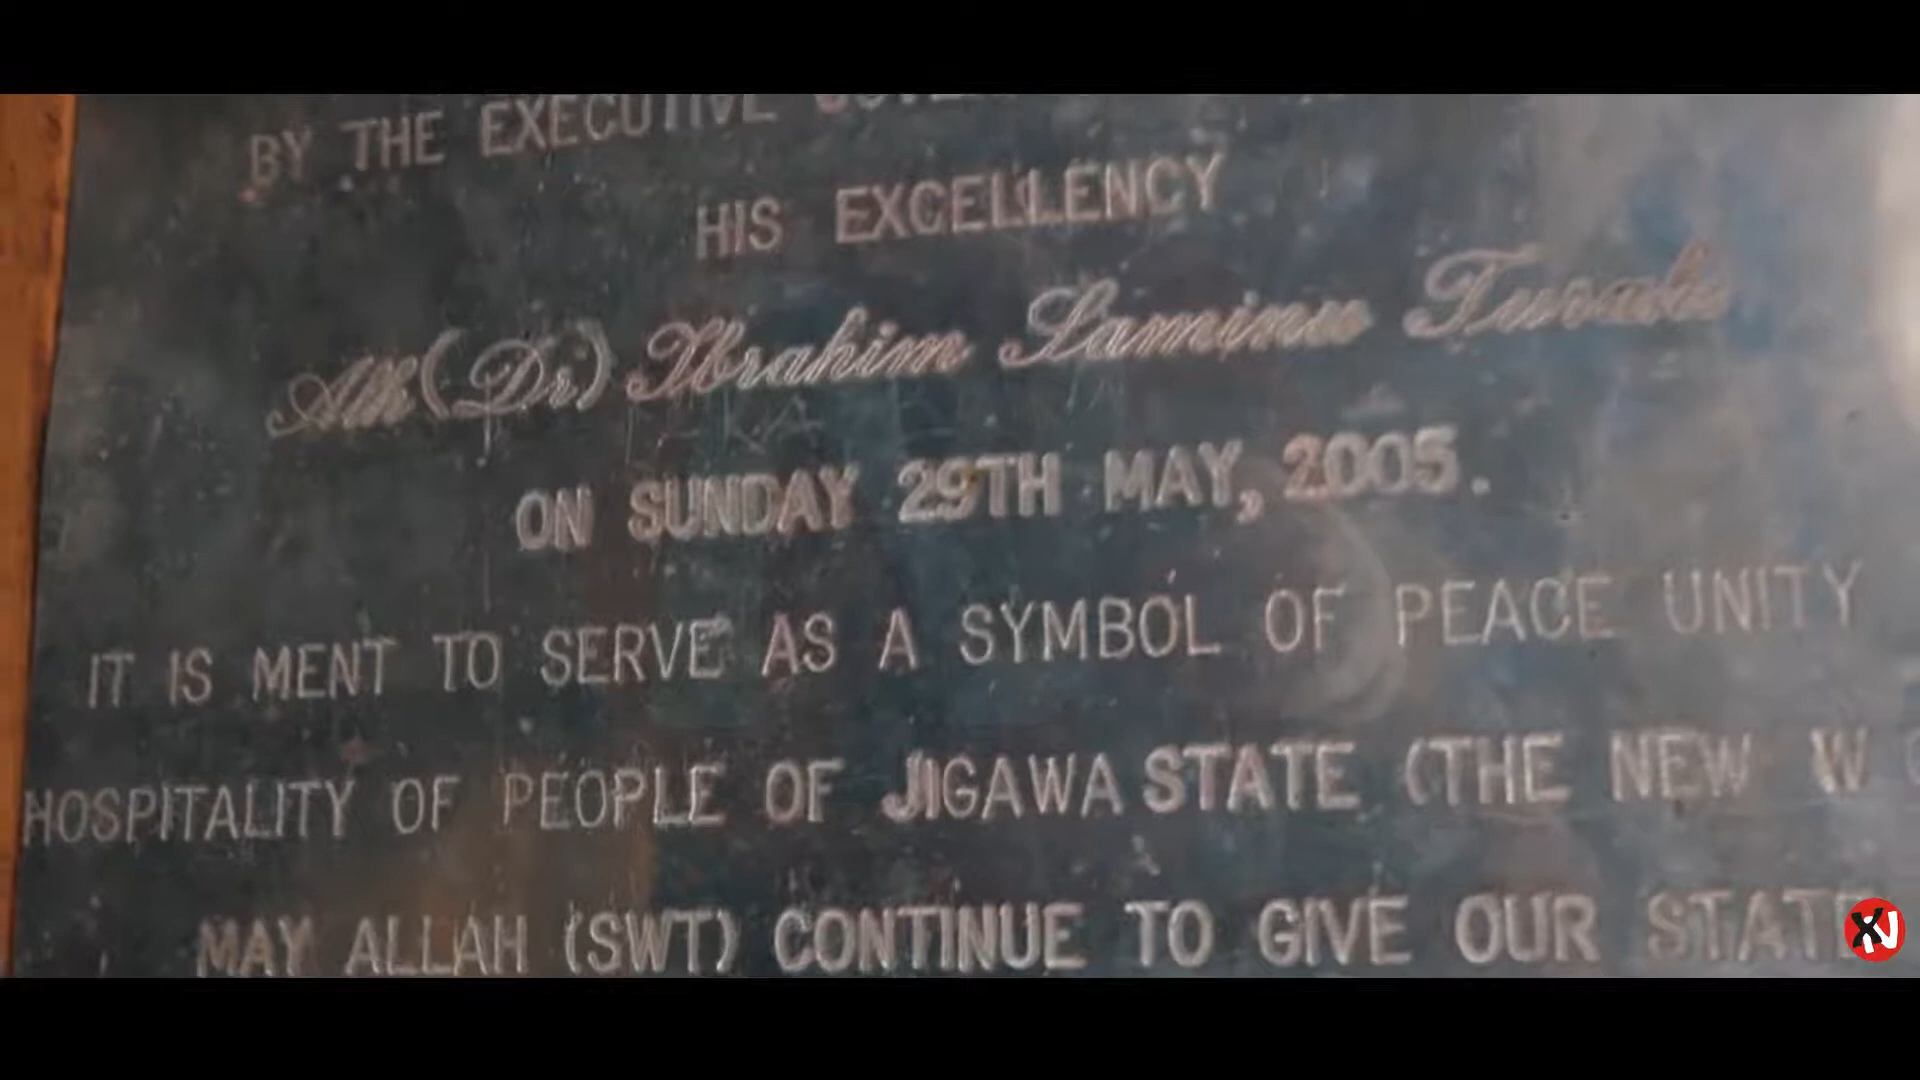 BY THE EXECUTIVE
HIS EXCELLENCY
Alh (Dr) Ibrahim Saminu Turaki
ON SUNDAY 29TH MAY, 2005.
IT IS MENT TO SERVE AS A SYMBOL OF PEACE UNITY
HOSPITALITY OF PEOPLE OF JIGAWA STATE (THE NEW W
MAY ALLAH (SWT) CONTINUE TO GIVE OUR STATE